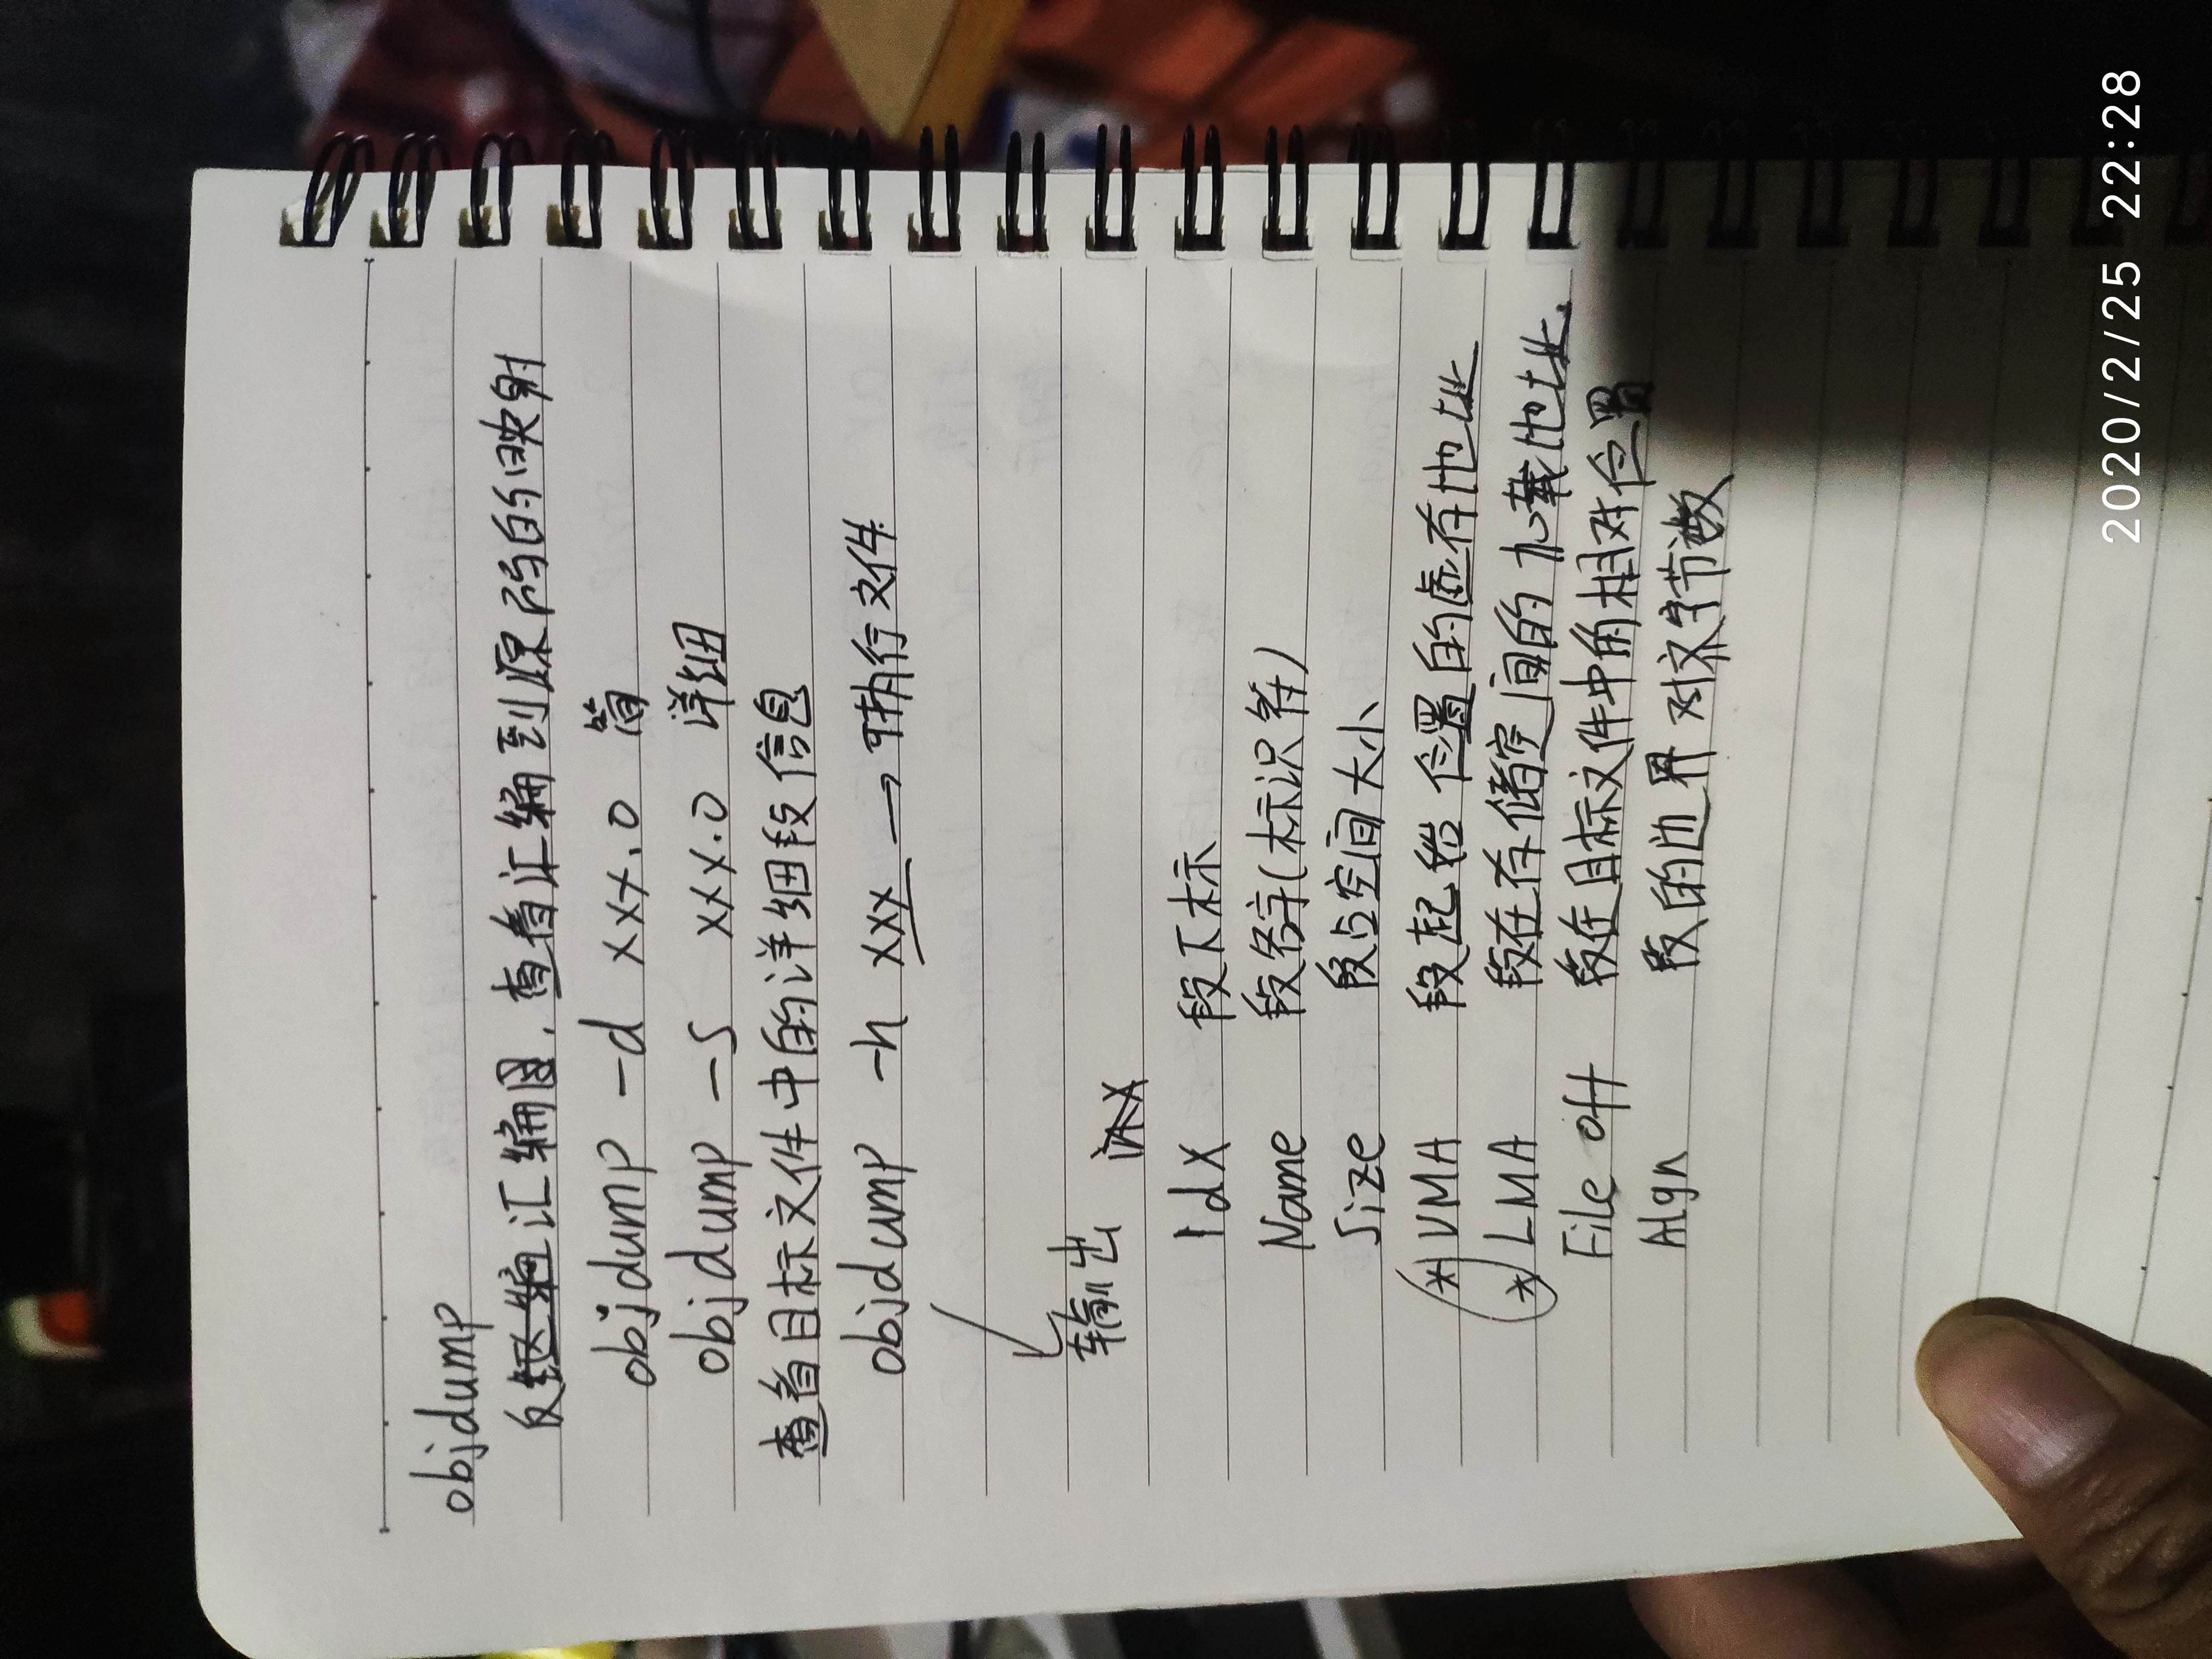 objdump
反汇编图，查看汇编到源码的映射
objdump -d xxx.o 简
objdump -S xxx.o 详细
查看目标文件中的详细段信息
objdump -h xxx → 可执行文件
输出
Idx 段下标
Name 段名字(标识符)
Size 段占空间大小
* VMA 段起始位置的虚存地址
* LMA 段在存储空间的加载地址.
File off 段在目标文件中的相对位置
Algn 段的边界对齐字节数
2020/2/25 22:28